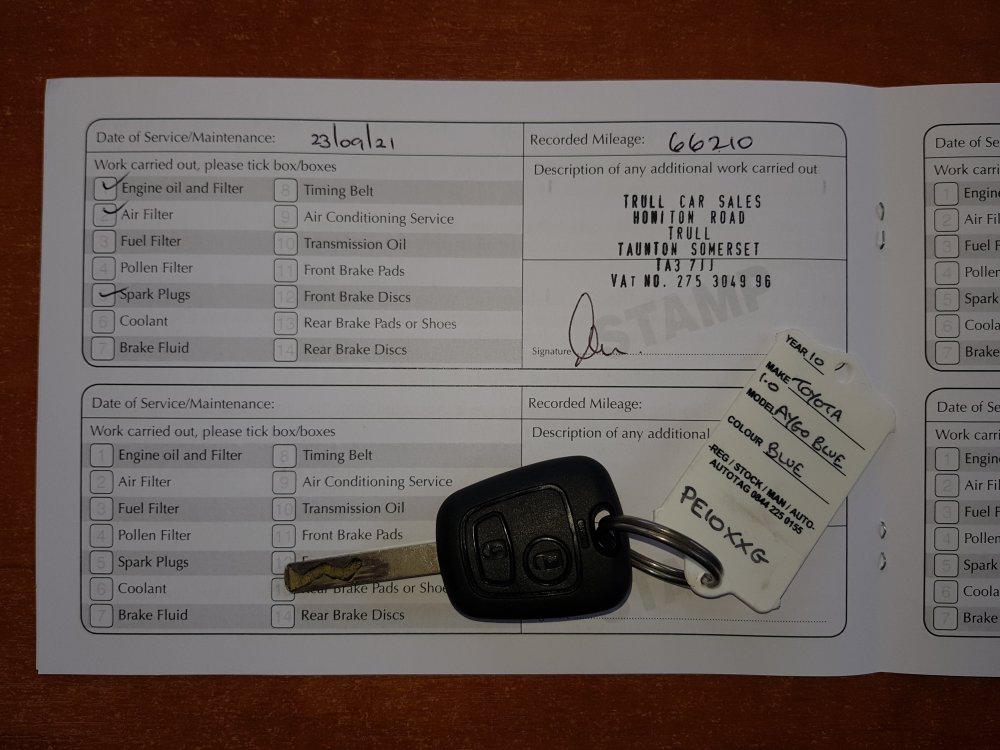 Date of Service/Maintenance: 23/09/21
Recorded Mileage: 66210
Work carried out, please tick box/boxes
1 Engine oil and Filter
2 Air Filter
3 Fuel Filter
4 Pollen Filter
5 Spark Plugs
6 Coolant
7 Brake Fluid
8 Timing Belt
9 Air Conditioning Service
10 Transmission Oil
11 Front Brake Pads
12 Front Brake Discs
13 Rear Brake Pads or Shoes
14 Rear Brake Discs
Description of any additional work carried out
TRULL CAR SALES
HONITON ROAD
TRULL
TAUNTON SOMERSET
TA3 7JJ
VAT NO. 275 3049 96
STAMP
Signature
Date of Service/Maintenance:
Recorded Mileage:
Work carried out, please tick box/boxes
1 Engine oil and Filter
2 Air Filter
3 Fuel Filter
4 Pollen Filter
5 Spark Plugs
6 Coolant
7 Brake Fluid
8 Timing Belt
9 Air Conditioning Service
10 Transmission Oil
11 Front Brake Pads
Rear Brake Pads or Shoe
14 Rear Brake Discs
Description of any additional
YEAR 10
MAKE TOYOTA
1.0
MODEL AYGO BLUE
COLOUR BLUE
REG / STOCK / MAN / AUTO.
AUTOTAG 0844 225 0155
PE10XXG
Date of Se
Work carri
1 Engin
2 Air Fil
3 Fuel F
4 Pollen
5 Spark
6 Coola
7 Brake
Date of Se
Work carri
1 Engin
2 Air Fil
3 Fuel F
4 Pollen
5 Spark
6 Coola
7 Brake